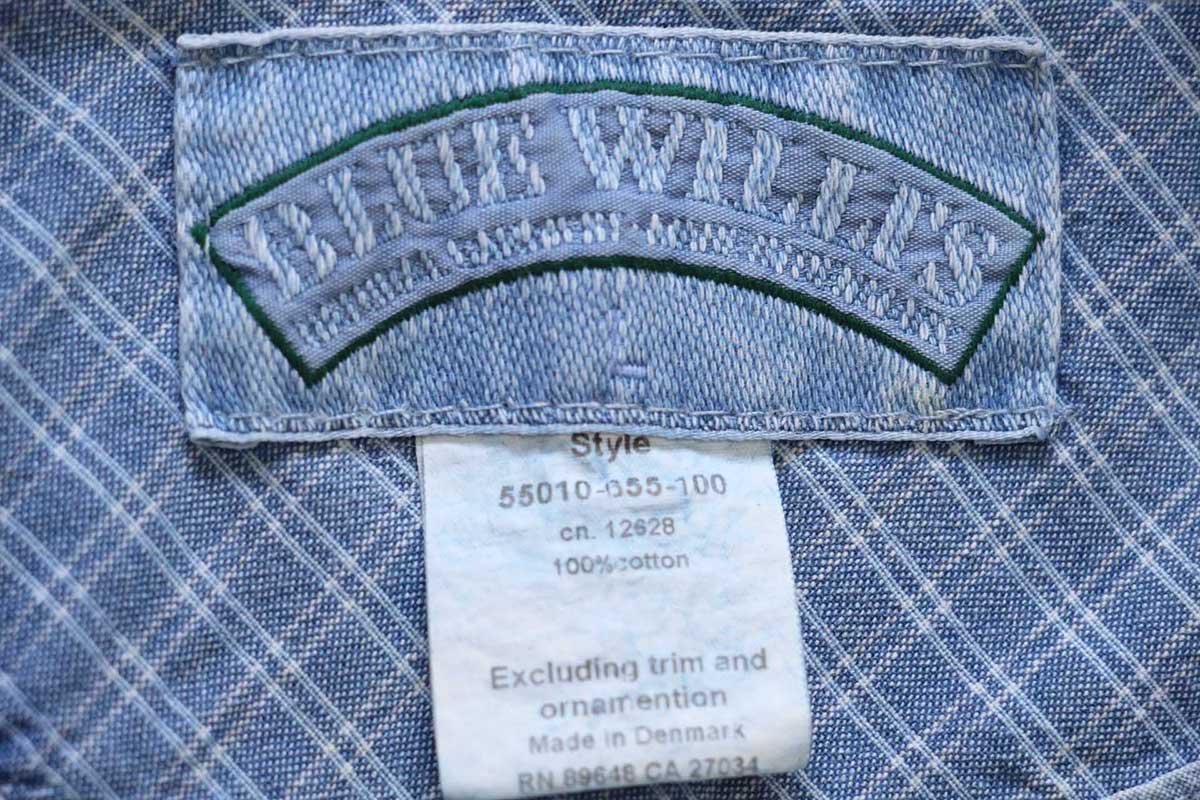 BLUE WILLI'S
Style
55010-655-100
cn. 12628
100%cotton
Excluding trim and
ornamention
Made in Denmark
RN 89648 CA 27034